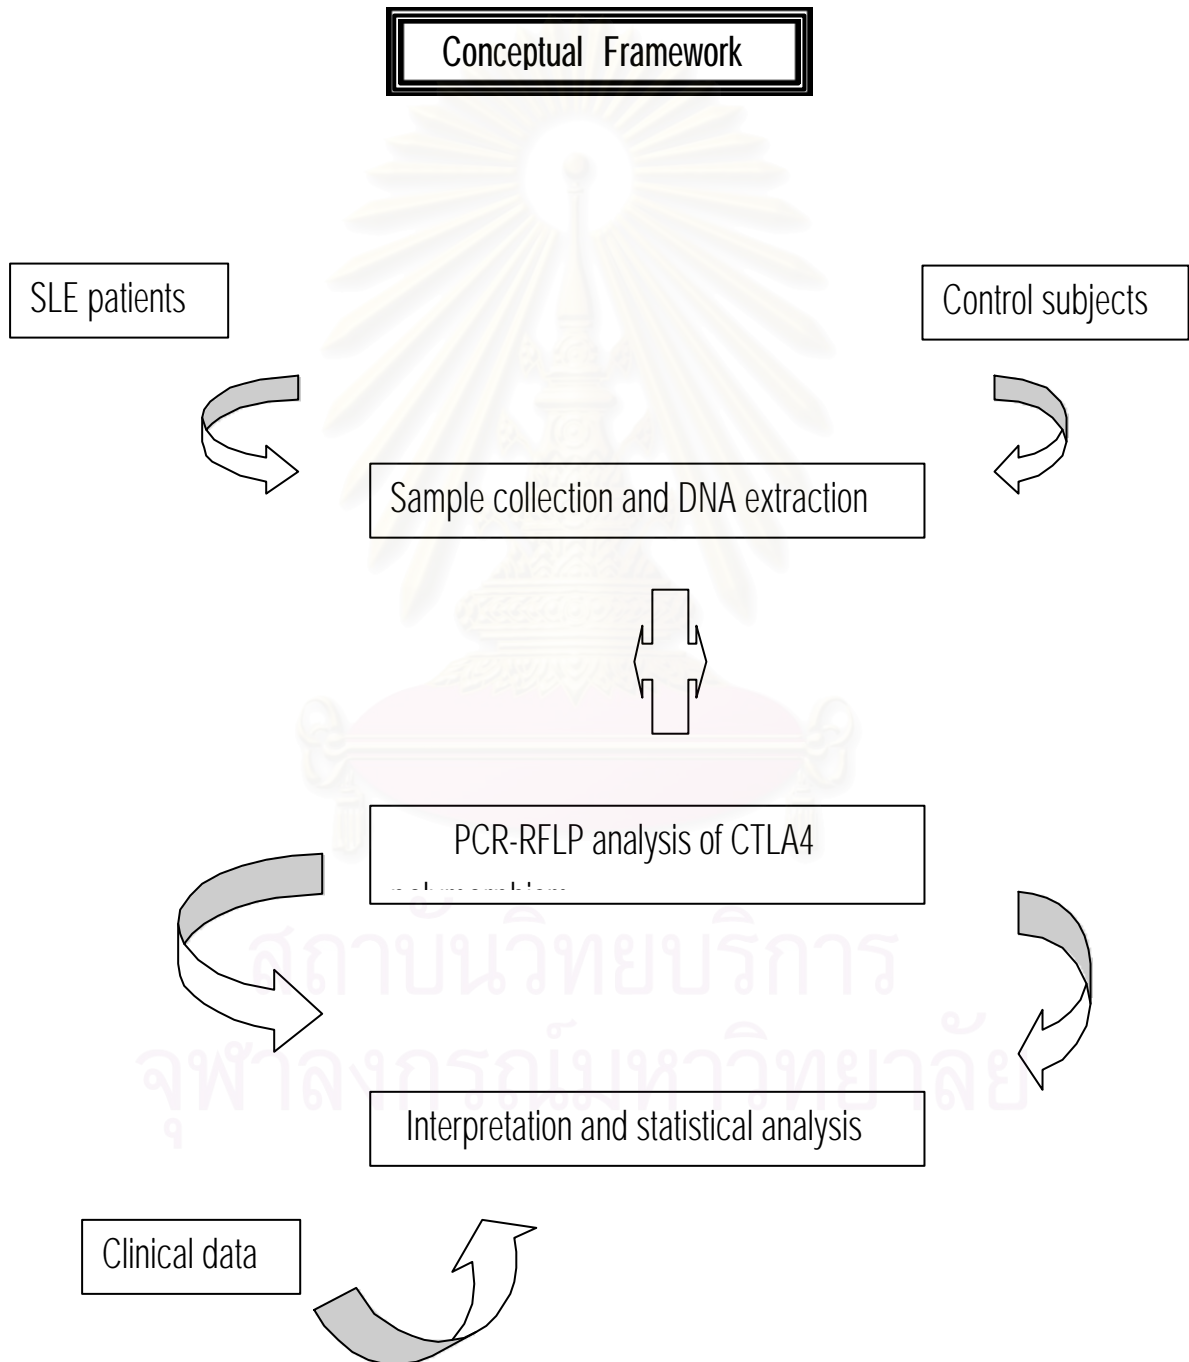 Conceptual Framework
SLE patients
Control subjects
Sample collection and DNA extraction
PCR-RFLP analysis of CTLA4
สถาบันวิทยบริการ
จุฬาลงกรณ์มหาวิทยาลัย
Interpretation and statistical analysis
Clinical data